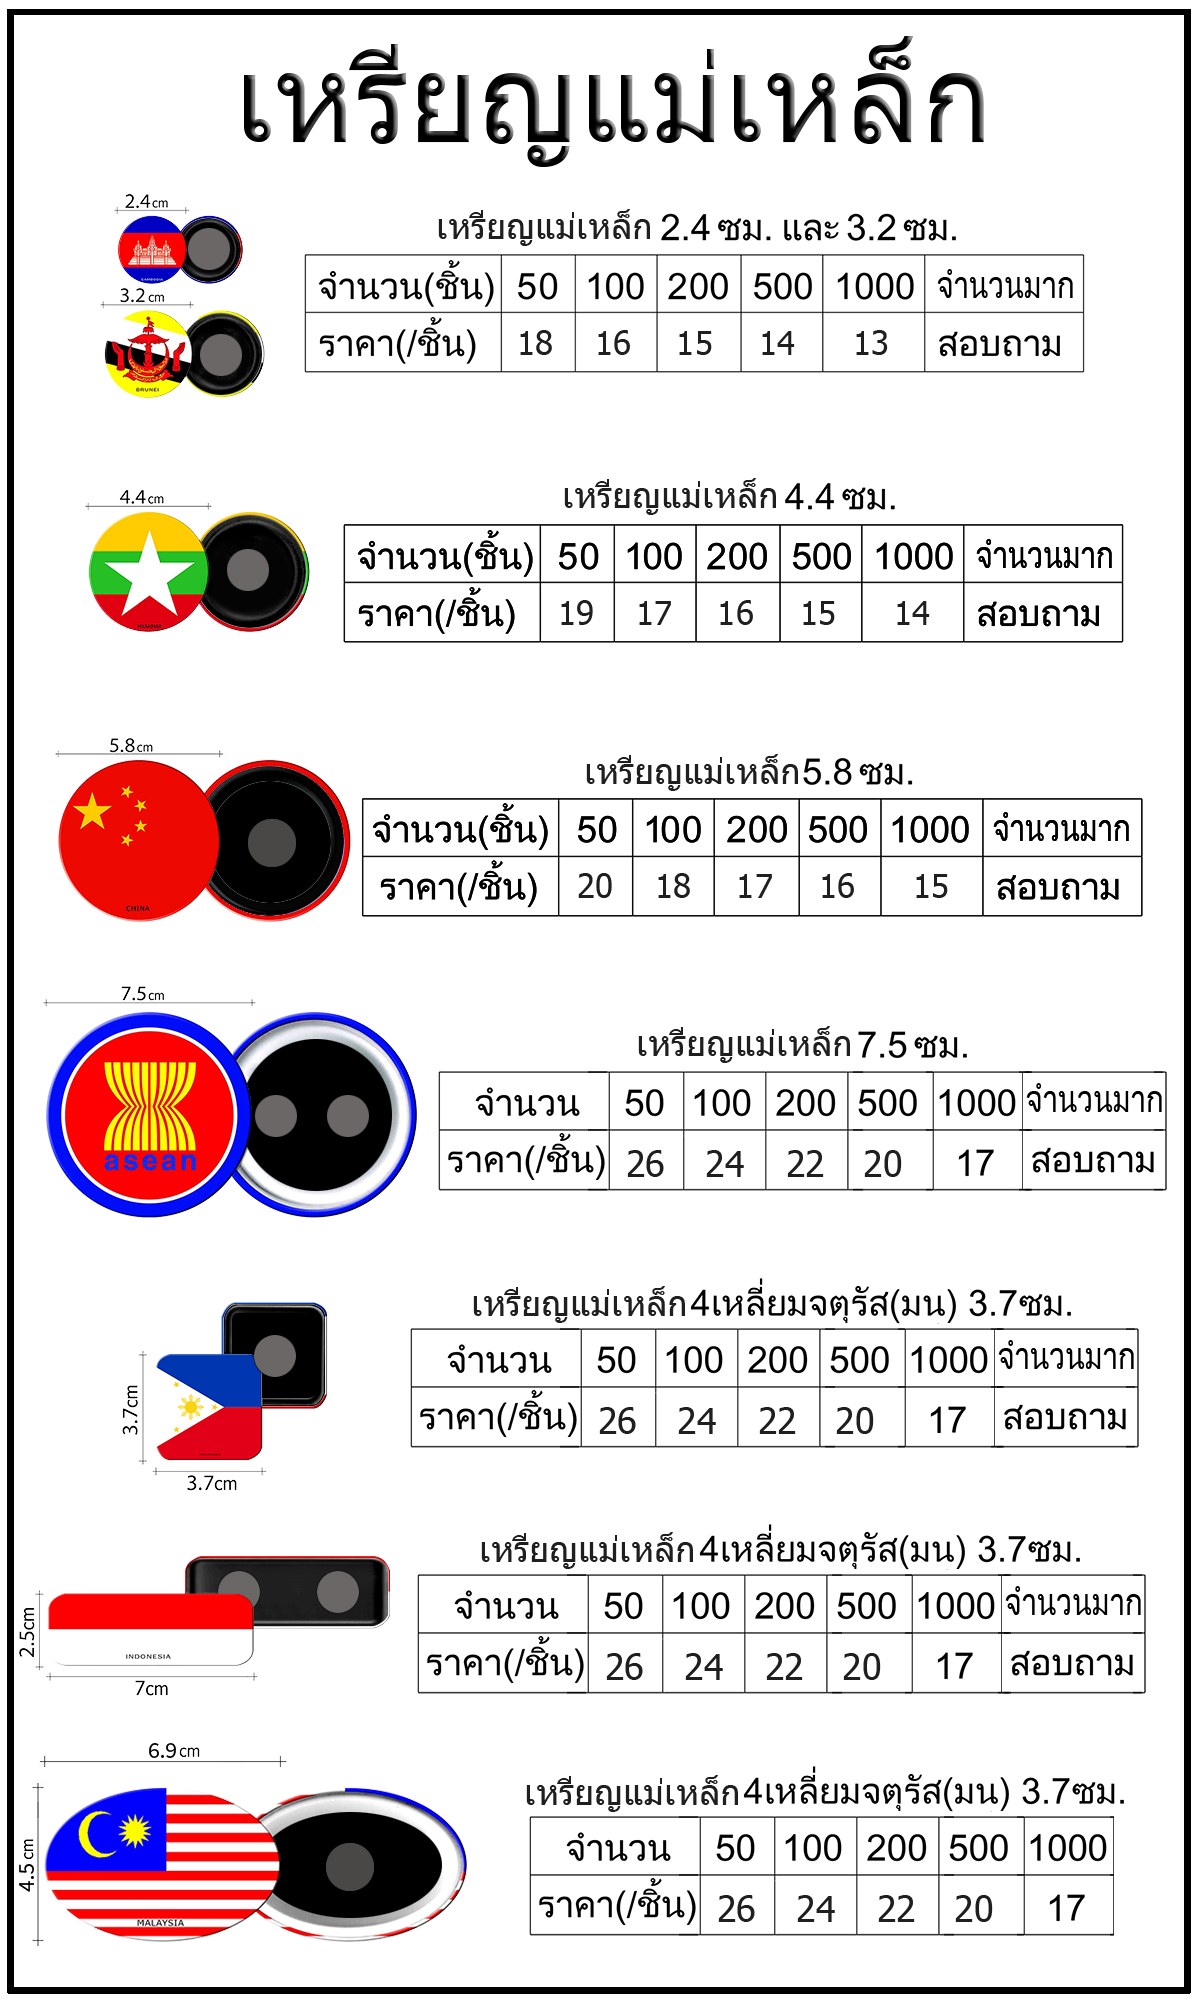 เหรียญแม่เหล็ก
2.4cm
เหรียญแม่เหล็ก 2.4 ซม. และ 3.2 ซม.
จำนวน(ชิ้น) 50 100 200 500 1000 จำนวนมาก
CAMBODIA
3.2cm
ราคา(/ชิ้น) 18 16 15 14 13 สอบถาม
BRUNEI
4.4cm
เหรียญแม่เหล็ก 4.4 ซม.
จำนวน(ชิ้น) 50 100 200 500 1000 จำนวนมาก
ราคา(/ชิ้น) 19 17 16 15 14 สอบถาม
MYANMAR
5.8cm
เหรียญแม่เหล็ก5.8 ซม.
จำนวน(ชิ้น) 50 100 200 500 1000 จำนวนมาก
ราคา(/ชิ้น) 20 18 17 16 15 สอบถาม
CHINA
7.5cm
เหรียญแม่เหล็ก 7.5 ซม.
จำนวน 50 100 200 500 1000 จำนวนมาก
ราคา(/ชิ้น) 26 24 22 20 17 สอบถาม
asean
เหรียญแม่เหล็ก4เหลี่ยมจตุรัส(มน) 3.7ซม.
จำนวน 50 100 200 500 1000 จำนวนมาก
3.7cm
ราคา(/ชิ้น) 26 24 22 20 17 สอบถาม
3.7cm
เหรียญแม่เหล็ก4เหลี่ยมจตุรัส(มน) 3.7ซม.
จำนวน 50 100 200 500 1000 จำนวนมาก
2.5cm
INDONESIA
ราคา(/ชิ้น) 26 24 22 20 17 สอบถาม
7cm
6.9cm
เหรียญแม่เหล็ก4เหลี่ยมจตุรัส(มน) 3.7ซม.
จำนวน 50 100 200 500 1000
4.5cm
ราคา(/ชิ้น) 26 24 22 20 17
MALAYSIA